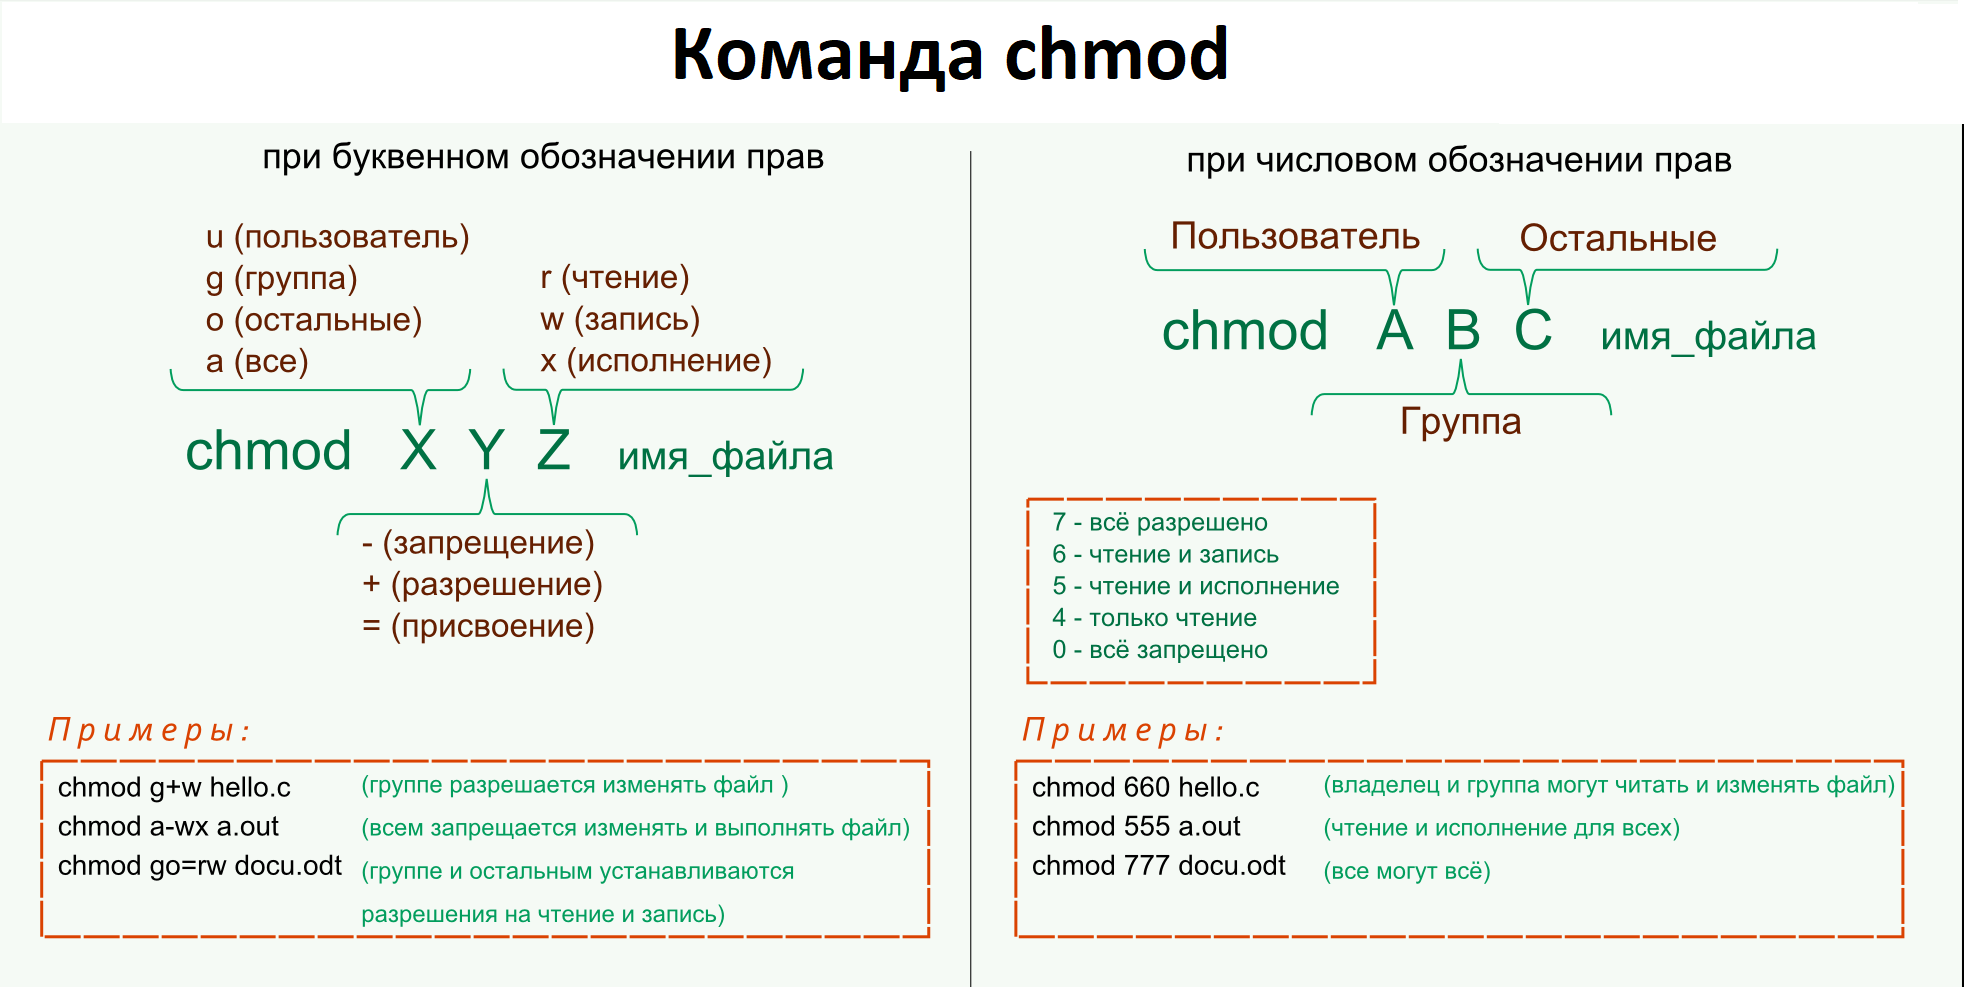 Команда chmod
при буквенном обозначении прав
u (пользователь)
g (группа)
o (остальные)
a (все)
r (чтение)
w (запись)
x (исполнение)
chmod X Y Z имя_файла
- (запрещение)
+ (разрешение)
= (присвоение)
Примеры:
chmod g+w hello.c (группе разрешается изменять файл )
chmod a-wx a.out (всем запрещается изменять и выполнять файл)
chmod go=rw docu.odt (группе и остальным устанавливаются
разрешения на чтение и запись)
при числовом обозначении прав
Пользователь Остальные
chmod A B C имя_файла
Группа
7 - всё разрешено
6 - чтение и запись
5 - чтение и исполнение
4 - только чтение
0 - всё запрещено
Примеры:
chmod 660 hello.c (владелец и группа могут читать и изменять файл)
chmod 555 a.out (чтение и исполнение для всех)
chmod 777 docu.odt (все могут всё)